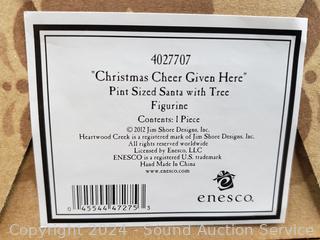 4027707
"Christmas Cheer Given Here"
Pint Sized Santa with Tree
Figurine
Contents: 1 Piece
© 2012 Jim Shore Designs, Inc.
Heartwood Creek is a registered mark of Jim Shore Designs, Inc.
All rights reserved worldwide
Licensed by Enesco, LLC
ENESCO is a registered U.S. trademark
Hand Made In China
www.enesco.com
enesco.
0 45544 47275 3
Copyright 2024 - Sound Auction Service